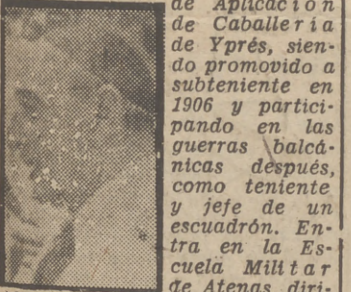 de Aplicación
de Caballería
de Yprés, sien-
do promovido a
subteniente en
1906 y partici-
pando en las
guerras balcá-
nicas después,
como teniente
y jefe de un
escuadrón. En-
tra en la Es-
cuela Militar
de Atenas, diri-